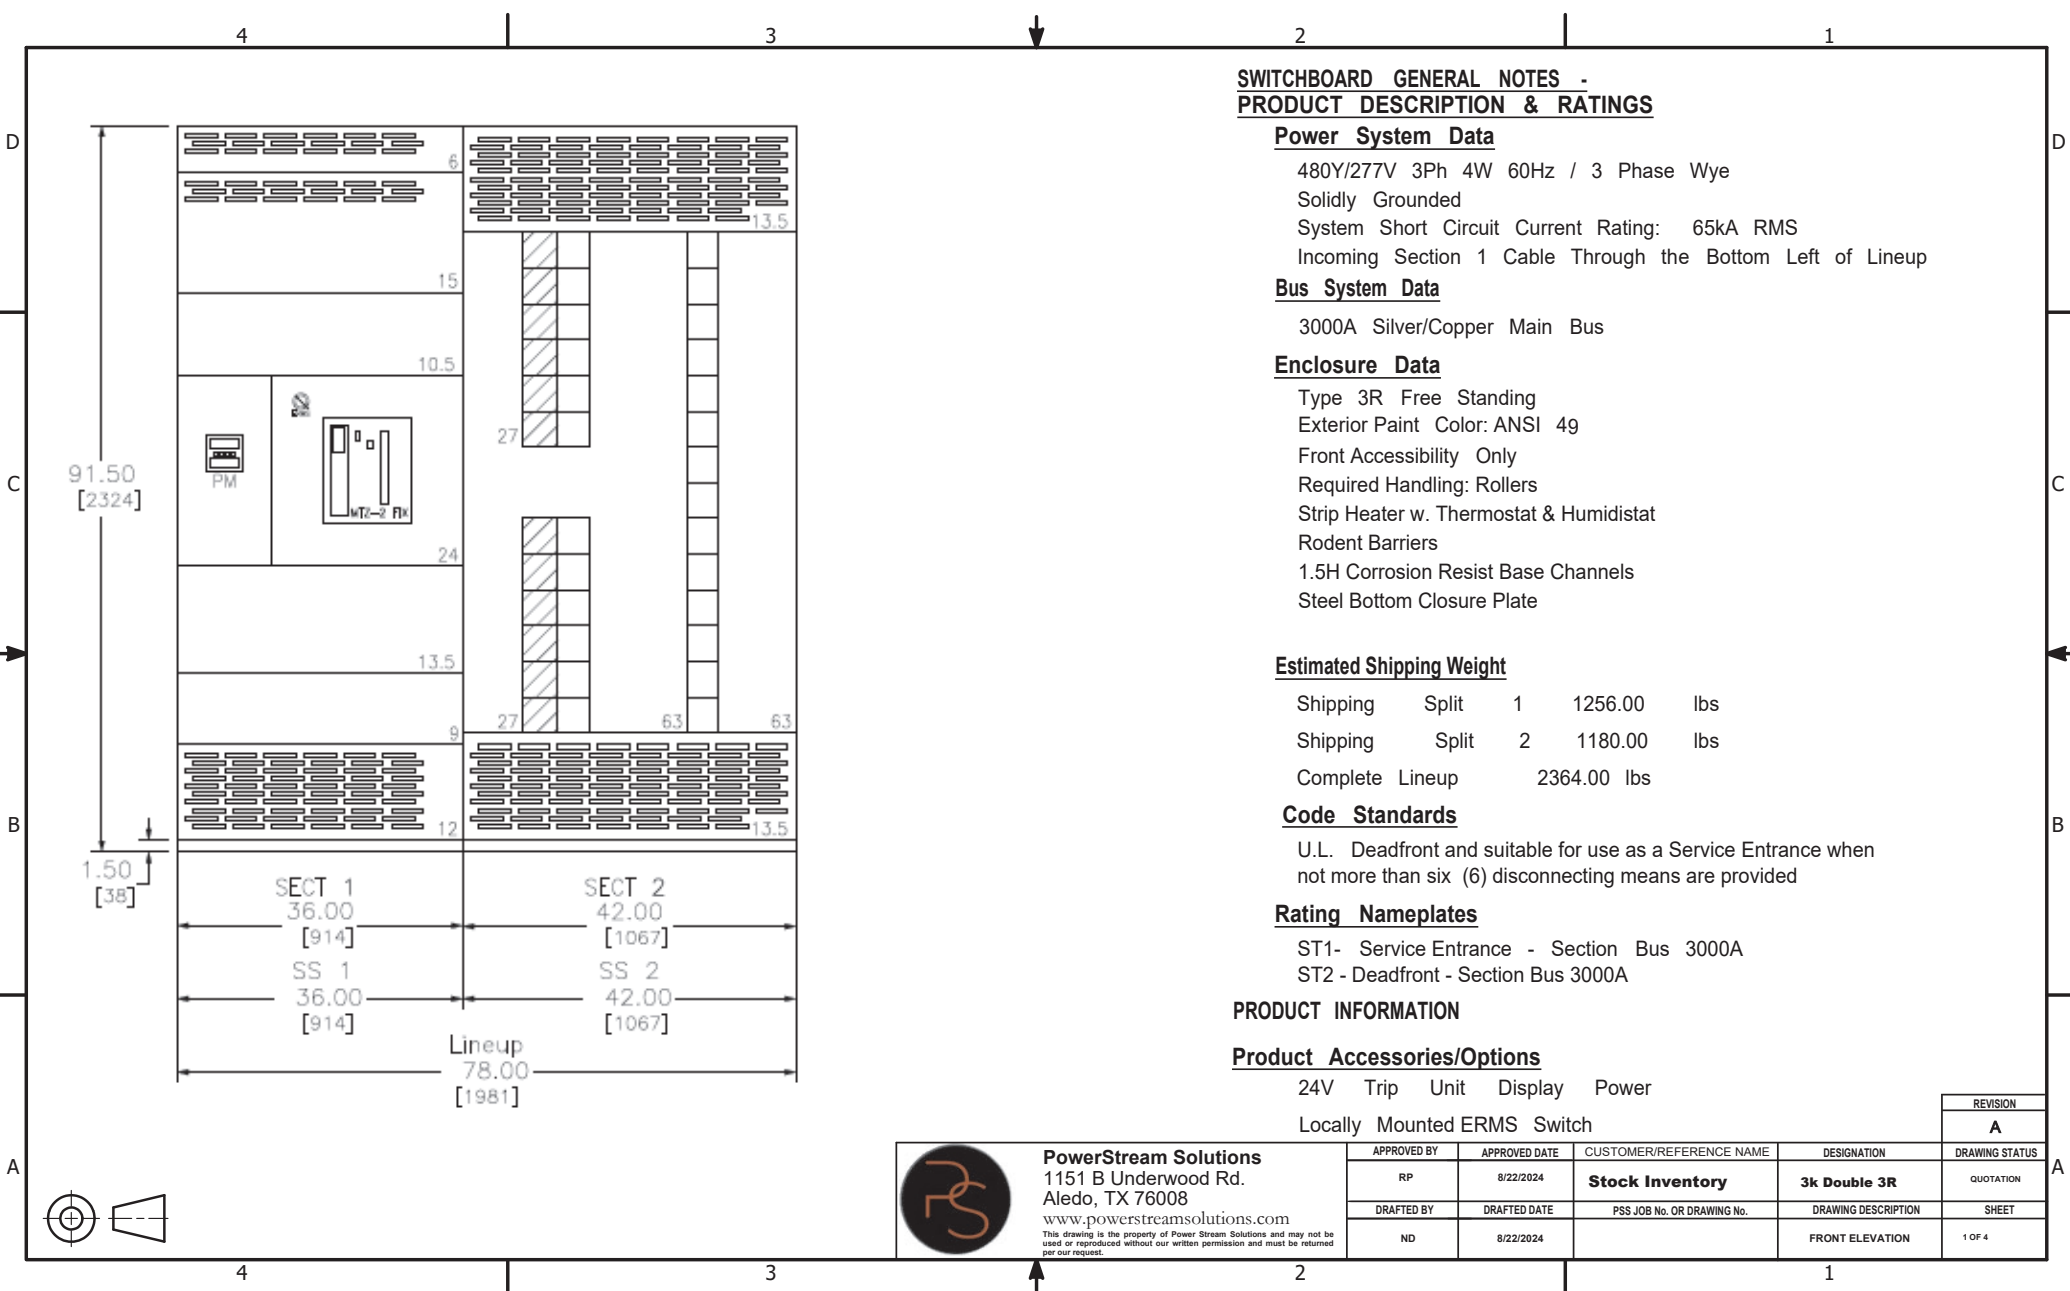 4 3 2 1
D
D
C
C
B
B
A
A
4 3 2 1
6
15
10.5
24
13.5
9
12
13.5
27
27
63
63
13.5
PM
MTZ-2 FIX
91.50
[2324]
1.50
[38]
SECT 1
36.00
[914]
SECT 2
42.00
[1067]
SS 1
36.00
[914]
SS 2
42.00
[1067]
Lineup
78.00
[1981]
SWITCHBOARD GENERAL NOTES -
PRODUCT DESCRIPTION & RATINGS
Power System Data
480Y/277V 3Ph 4W 60Hz / 3 Phase Wye
Solidly Grounded
System Short Circuit Current Rating: 65kA RMS
Incoming Section 1 Cable Through the Bottom Left of Lineup
Bus System Data
3000A Silver/Copper Main Bus
Enclosure Data
Type 3R Free Standing
Exterior Paint Color: ANSI 49
Front Accessibility Only
Required Handling: Rollers
Strip Heater w. Thermostat & Humidistat
Rodent Barriers
1.5H Corrosion Resist Base Channels
Steel Bottom Closure Plate
Estimated Shipping Weight
Shipping Split 1 1256.00 lbs
Shipping Split 2 1180.00 lbs
Complete Lineup 2364.00 lbs
Code Standards
U.L. Deadfront and suitable for use as a Service Entrance when
not more than six (6) disconnecting means are provided
Rating Nameplates
ST1- Service Entrance - Section Bus 3000A
ST2 - Deadfront - Section Bus 3000A
PRODUCT INFORMATION
Product Accessories/Options
24V Trip Unit Display Power
Locally Mounted ERMS Switch
REVISION
A
PSS
PowerStream Solutions
1151 B Underwood Rd.
Aledo, TX 76008
www.powerstreamsolutions.com
This drawing is the property of Power Stream Solutions and may not be
used or reproduced without our written permission and must be returned
per our request.
APPROVED BY
RP
DRAFTED BY
ND
APPROVED DATE
8/22/2024
DRAFTED DATE
8/22/2024
CUSTOMER/REFERENCE NAME
Stock Inventory
PSS JOB No. OR DRAWING No.
DESIGNATION
3k Double 3R
DRAWING DESCRIPTION
FRONT ELEVATION
DRAWING STATUS
QUOTATION
SHEET
1 OF 4